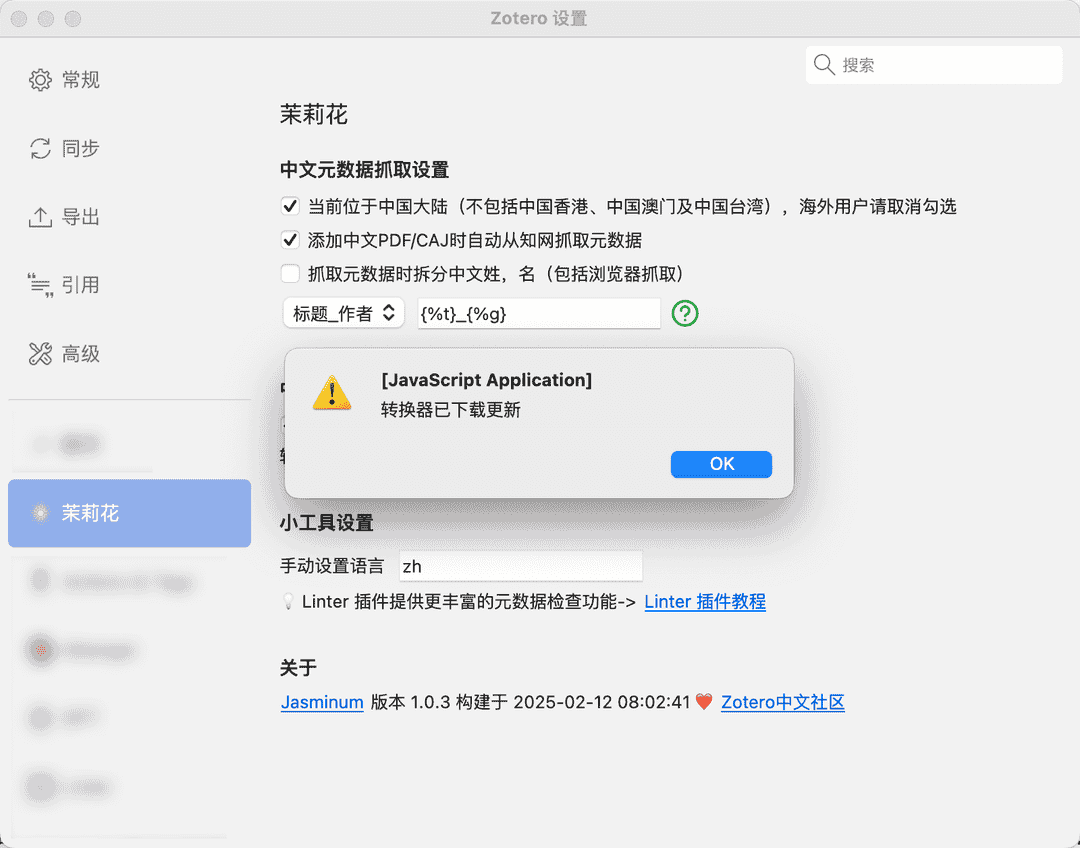 Zotero 设置
常规
同步
导出
引用
高级
茉莉花
搜索
茉莉花
中文元数据抓取设置
当前位于中国大陆（不包括中国香港、中国澳门及中国台湾），海外用户请取消勾选
添加中文PDF/CAJ时自动从知网抓取元数据
抓取元数据时拆分中文姓，名（包括浏览器抓取）
标题_作者 {%t}_{%g}
[JavaScript Application]
转换器已下载更新
OK
小工具设置
手动设置语言 zh
Linter 插件提供更丰富的元数据检查功能-> Linter 插件教程
关于
Jasminum 版本 1.0.3 构建于 2025-02-12 08:02:41 ❤️ Zotero中文社区